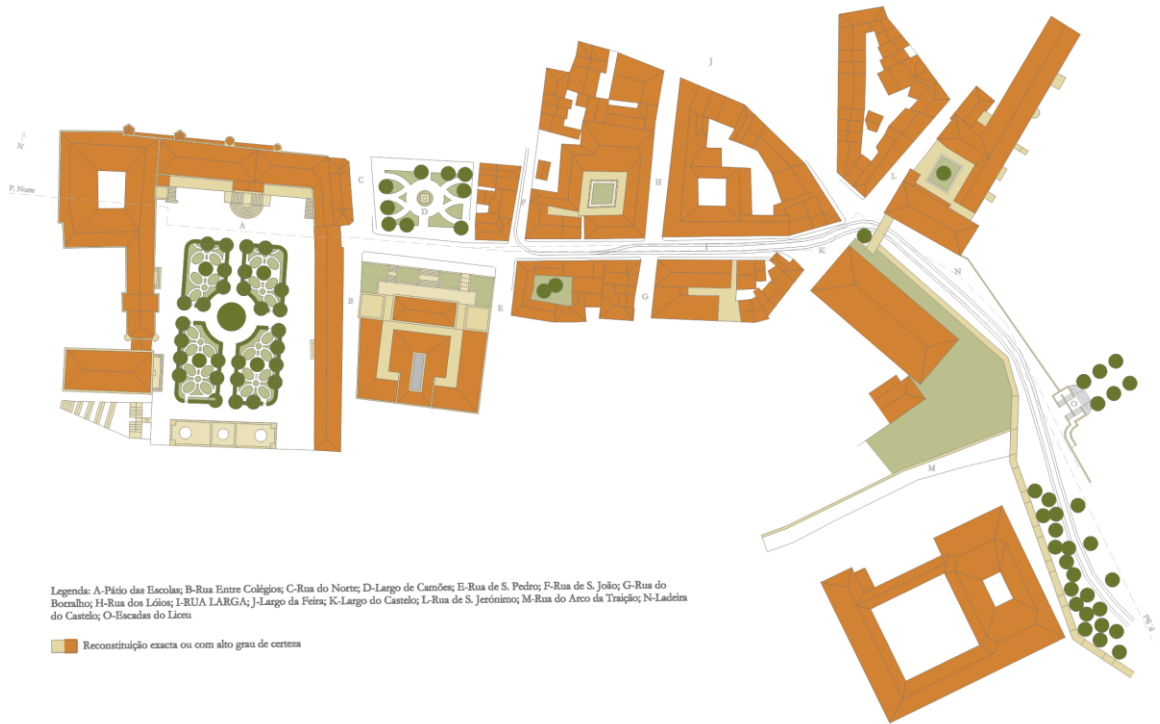 J
N
P. Norte
C
D
A
F
H
I
L
K
N
B
E
G
O
M
P. Sul
Legenda: A-Pátio das Escolas; B-Rua Entre Colégios; C-Rua do Norte; D-Largo de Camões; E-Rua de S. Pedro; F-Rua de S. João; G-Rua do
Borralho; H-Rua dos Lóios; I-RUA LARGA; J-Largo da Feira; K-Largo do Castelo; L-Rua de S. Jerónimo; M-Rua do Arco da Traição; N-Ladeira
do Castelo; O-Escadas do Liceu
Reconstituição exacta ou com alto grau de certeza